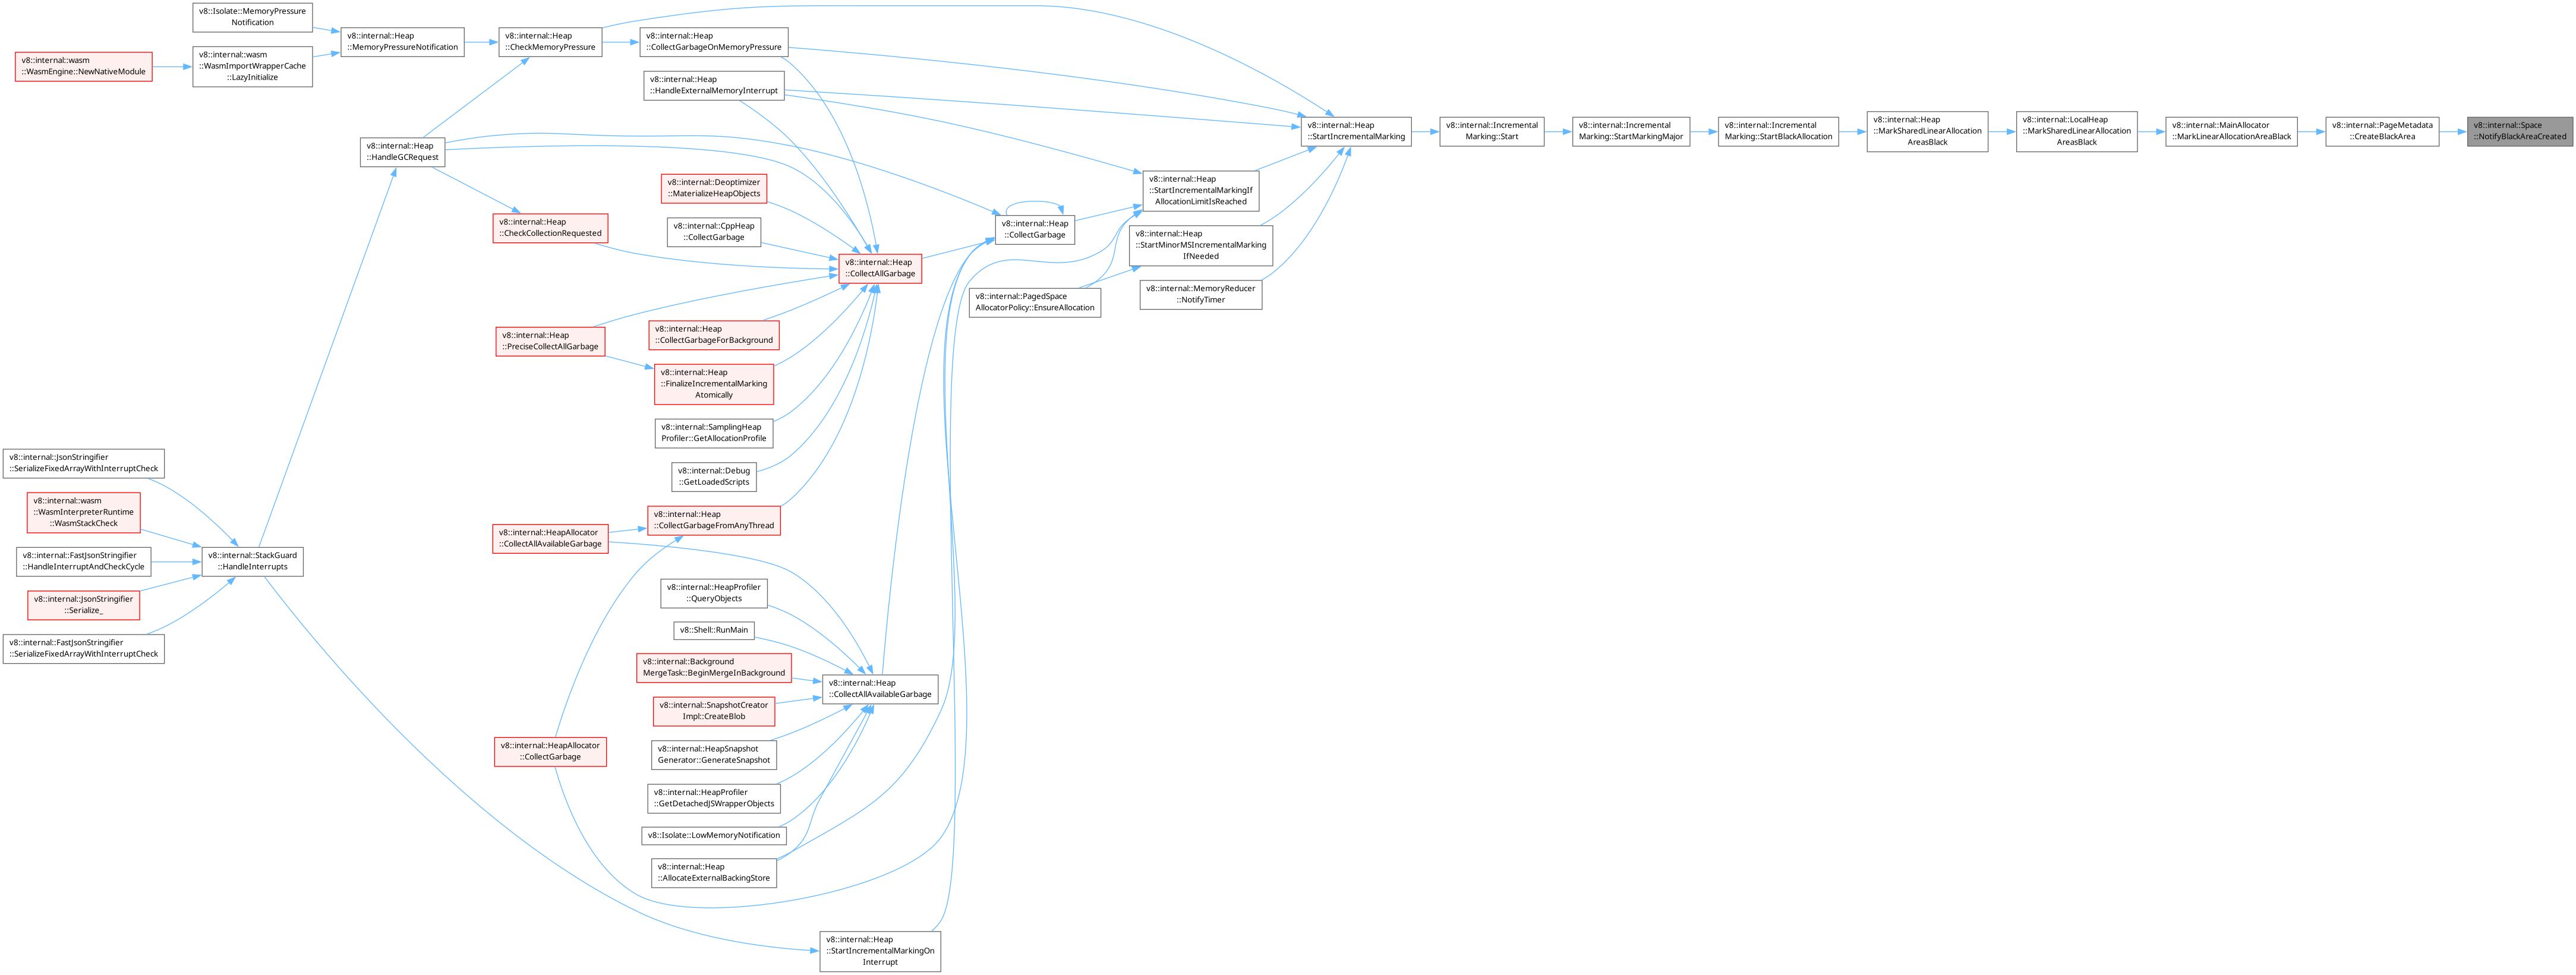 v8::Isolate::MemoryPressure
Notification
v8::internal::wasm
::WasmEngine::NewNativeModule
v8::internal::wasm
::WasmImportWrapperCache
::LazyInitialize
v8::internal::Heap
::MemoryPressureNotification
v8::internal::Heap
::CheckMemoryPressure
v8::internal::Heap
::CollectGarbageOnMemoryPressure
v8::internal::Heap
::HandleExternalMemoryInterrupt
v8::internal::Heap
::HandleGCRequest
v8::internal::Deoptimizer
::MaterializeHeapObjects
v8::internal::Heap
::CheckCollectionRequested
v8::internal::CppHeap
::CollectGarbage
v8::internal::Heap
::CollectAllGarbage
v8::internal::Heap
::PreciseCollectAllGarbage
v8::internal::Heap
::CollectGarbageForBackground
v8::internal::Heap
::FinalizeIncrementalMarking
Atomically
v8::internal::SamplingHeap
Profiler::GetAllocationProfile
v8::internal::Debug
::GetLoadedScripts
v8::internal::Heap
::CollectGarbageFromAnyThread
v8::internal::HeapAllocator
::CollectAllAvailableGarbage
v8::internal::JsonStringifier
::SerializeFixedArrayWithInterruptCheck
v8::internal::wasm
::WasmInterpreterRuntime
::WasmStackCheck
v8::internal::FastJsonStringifier
::HandleInterruptAndCheckCycle
v8::internal::JsonStringifier
::Serialize_
v8::internal::FastJsonStringifier
::SerializeFixedArrayWithInterruptCheck
v8::internal::StackGuard
::HandleInterrupts
v8::internal::HeapProfiler
::QueryObjects
v8::Shell::RunMain
v8::internal::Background
MergeTask::BeginMergeInBackground
v8::internal::SnapshotCreator
Impl::CreateBlob
v8::internal::HeapSnapshot
Generator::GenerateSnapshot
v8::internal::HeapProfiler
::GetDetachedJSWrapperObjects
v8::Isolate::LowMemoryNotification
v8::internal::Heap
::AllocateExternalBackingStore
v8::internal::HeapAllocator
::CollectGarbage
v8::internal::Heap
::CollectAllAvailableGarbage
v8::internal::Heap
::StartIncrementalMarkingOn
Interrupt
v8::internal::Heap
::CollectGarbage
v8::internal::PagedSpace
AllocatorPolicy::EnsureAllocation
v8::internal::Heap
::StartIncrementalMarkingIf
AllocationLimitIsReached
v8::internal::Heap
::StartMinorMSIncrementalMarking
IfNeeded
v8::internal::MemoryReducer
::NotifyTimer
v8::internal::Heap
::StartIncrementalMarking
v8::internal::Incremental
Marking::Start
v8::internal::Incremental
Marking::StartMarkingMajor
v8::internal::Incremental
Marking::StartBlackAllocation
v8::internal::Heap
::MarkSharedLinearAllocation
AreasBlack
v8::internal::LocalHeap
::MarkSharedLinearAllocation
AreasBlack
v8::internal::MainAllocator
::MarkLinearAllocationAreaBlack
v8::internal::PageMetadata
::CreateBlackArea
v8::internal::Space
::NotifyBlackAreaCreated